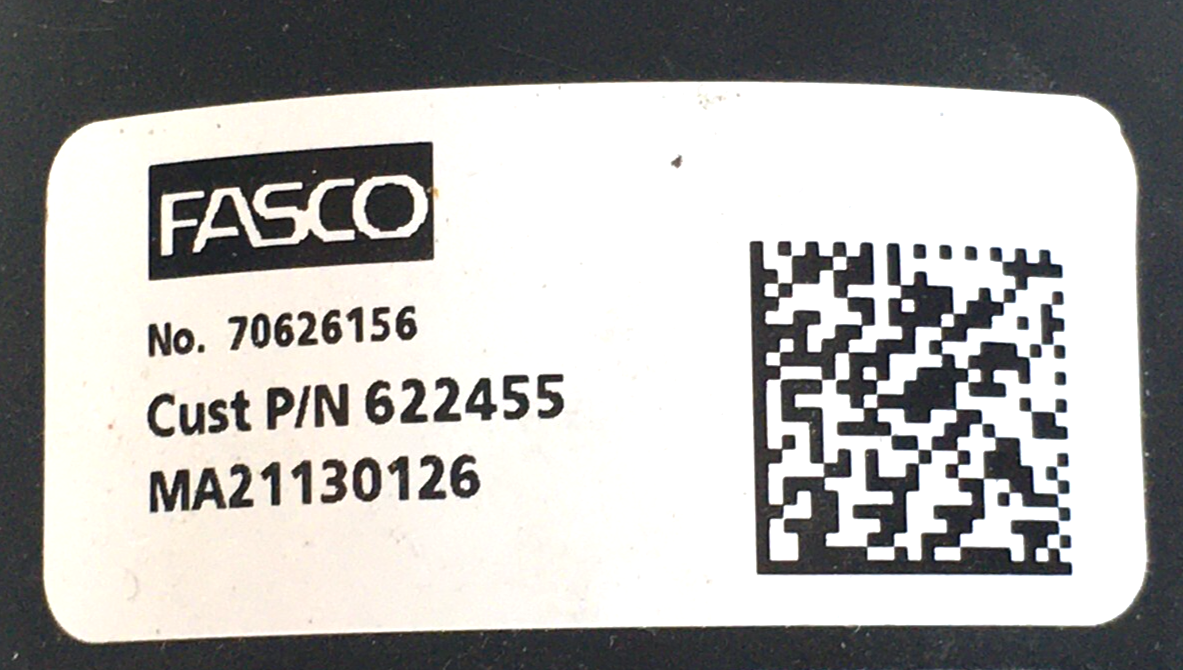 FASCO
No. 70626156
Cust P/N 622455
MA21130126